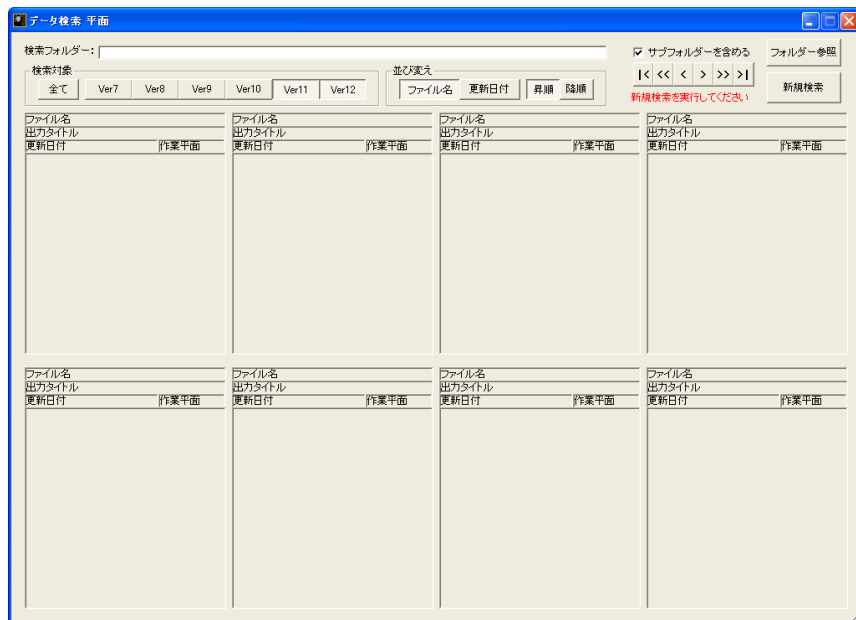 データ検索 平面
検索フォルダー:
サブフォルダーを含める
フォルダー参照
検索対象
並び変え
全て Ver7 Ver8 Ver9 Ver10 Ver11 Ver12
ファイル名 更新日付 昇順 降順
|< << < > >> >|
新規検索を実行してください
新規検索
ファイル名 ファイル名 ファイル名 ファイル名
出力タイトル 出力タイトル 出力タイトル 出力タイトル
更新日付 作業平面 更新日付 作業平面 更新日付 作業平面 更新日付 作業平面
ファイル名 ファイル名 ファイル名 ファイル名
出力タイトル 出力タイトル 出力タイトル 出力タイトル
更新日付 作業平面 更新日付 作業平面 更新日付 作業平面 更新日付 作業平面